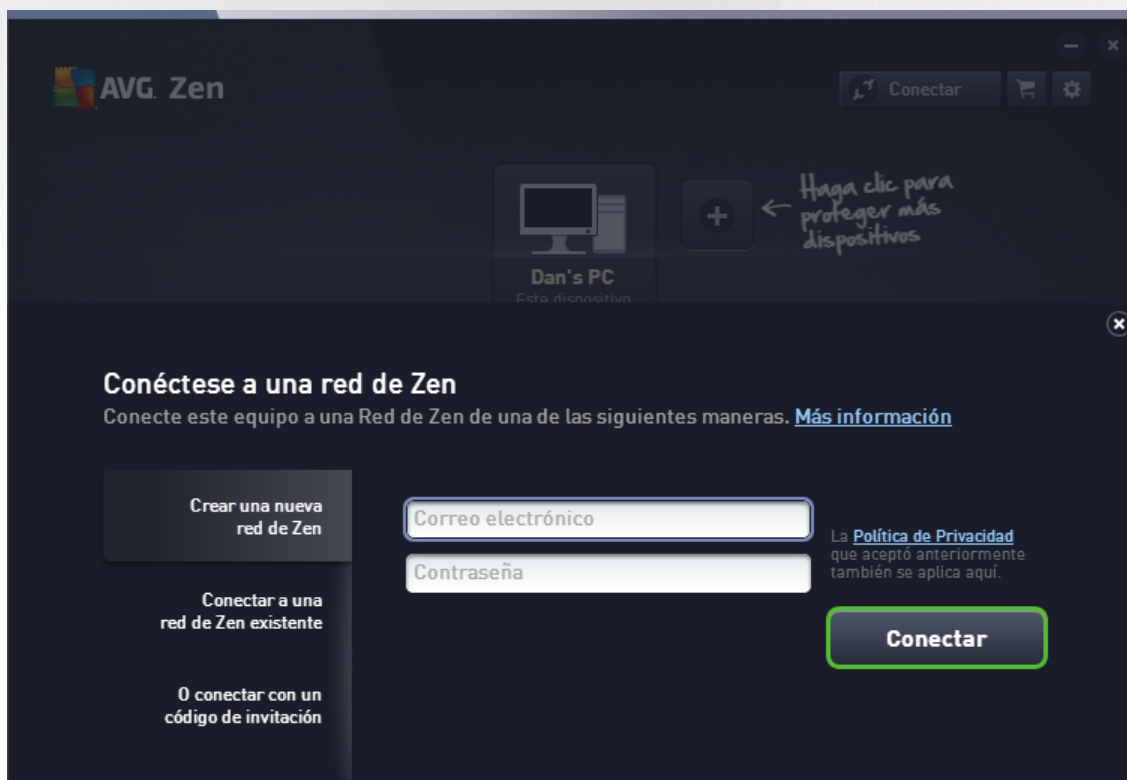 AVG. Zen
Conectar
Haga clic para
proteger más
dispositivos
Dan's PC
Este dispositivo
Conéctese a una red de Zen
Conecte este equipo a una Red de Zen de una de las siguientes maneras. Más información
Crear una nueva
red de Zen
Conectar a una
red de Zen existente
O conectar con un
código de invitación
Correo electrónico
Contraseña
La Política de Privacidad
que aceptó anteriormente
también se aplica aquí.
Conectar